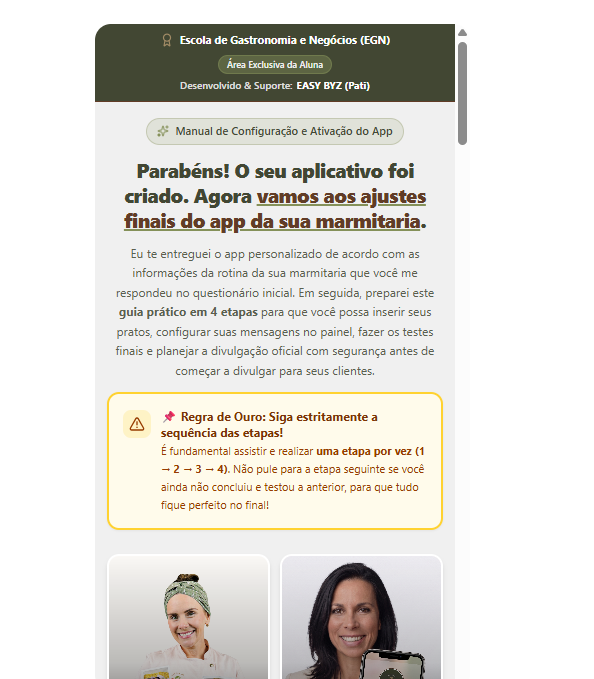 Escola de Gastronomia e Negócios (EGN)
Área Exclusiva da Aluna
Desenvolvido & Suporte: EASY BYZ (Pati)
Manual de Configuração e Ativação do App
Parabéns! O seu aplicativo foi
criado. Agora vamos aos ajustes
finais do app da sua marmitaria.
Eu te entreguei o app personalizado de acordo com as
informações da rotina da sua marmitaria que você me
respondeu no questionário inicial. Em seguida, preparei este
guia prático em 4 etapas para que você possa inserir seus
pratos, configurar suas mensagens no painel, fazer os testes
finais e planejar a divulgação oficial com segurança antes de
começar a divulgar para seus clientes.
📌 Regra de Ouro: Siga estritamente a
sequência das etapas!
É fundamental assistir e realizar uma etapa por vez (1
→ 2 → 3 → 4). Não pule para a etapa seguinte se você
ainda não concluiu e testou a anterior, para que tudo
fique perfeito no final!